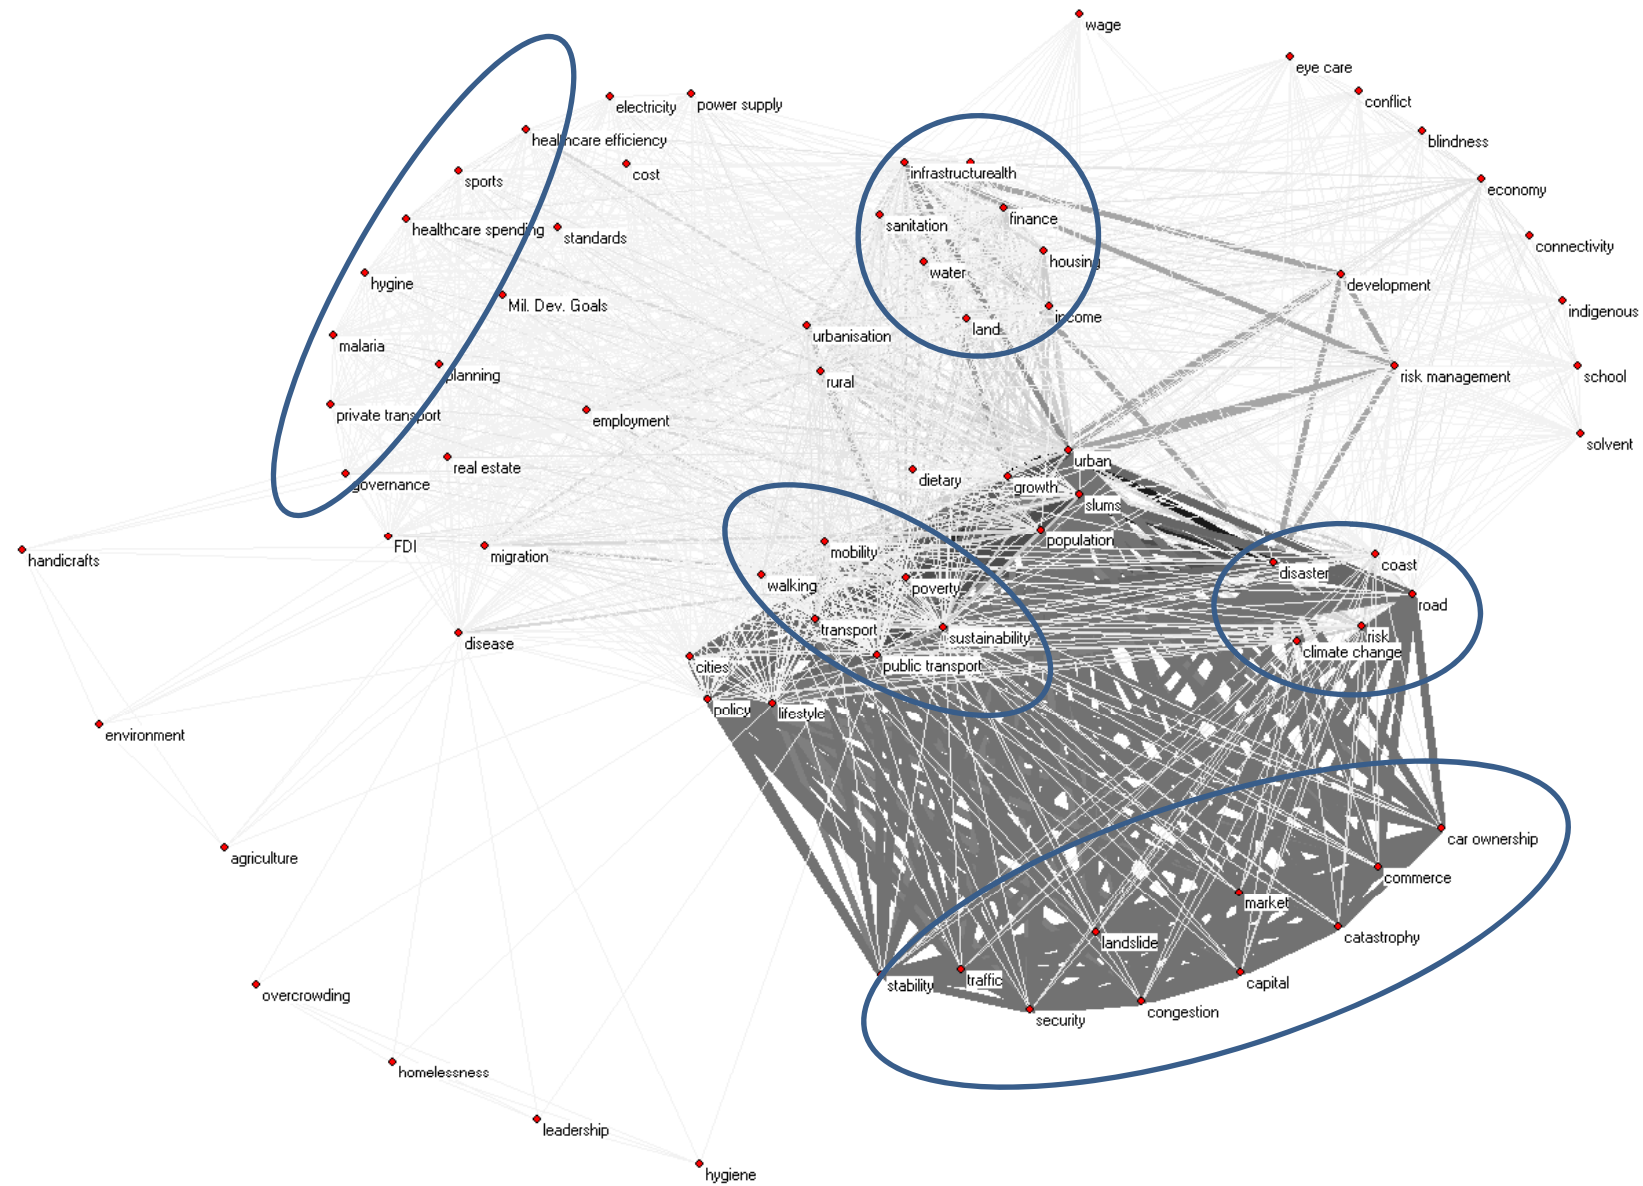 wage
eye care
conflict
electricity
power supply
blindness
healthcare efficiency
cost
infrastructurealth
sports
economy
healthcare spending
standards
sanitation
finance
connectivity
hygine
water
housing
development
Mil. Dev. Goals
indigenous
land
income
urbanisation
malaria
planning
rural
risk management
school
private transport
employment
solvent
real estate
urban
governance
dietary
growth
slums
FDI
migration
mobility
population
handicrafts
disaster
coast
walking
poverty
road
disease
transport
sustainability
risk
climate change
cities
public transport
policy
lifestyle
environment
car ownership
agriculture
commerce
market
catastrophy
landslide
overcrowding
stability
traffic
capital
security
congestion
homelessness
leadership
hygiene